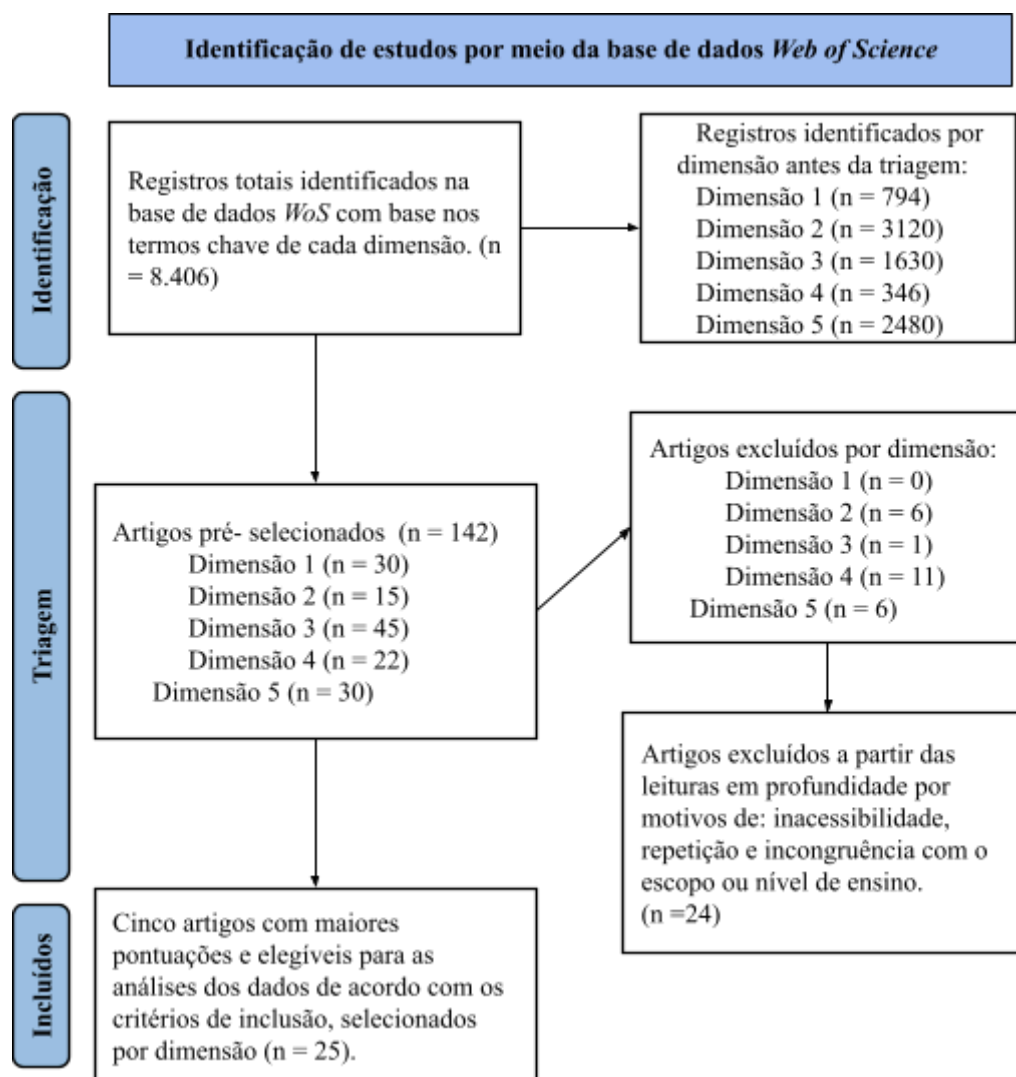 Identificação de estudos por meio da base de dados Web of Science
Identificação
Registros totais identificados na
base de dados WoS com base nos
termos chave de cada dimensão. (n
= 8.406)
Registros identificados por
dimensão antes da triagem:
Dimensão 1 (n = 794)
Dimensão 2 (n = 3120)
Dimensão 3 (n = 1630)
Dimensão 4 (n = 346)
Dimensão 5 (n = 2480)
Triagem
Artigos pré- selecionados (n = 142)
Dimensão 1 (n = 30)
Dimensão 2 (n = 15)
Dimensão 3 (n = 45)
Dimensão 4 (n = 22)
Dimensão 5 (n = 30)
Artigos excluídos por dimensão:
Dimensão 1 (n = 0)
Dimensão 2 (n = 6)
Dimensão 3 (n = 1)
Dimensão 4 (n = 11)
Dimensão 5 (n = 6)
Artigos excluídos a partir das
leituras em profundidade por
motivos de: inacessibilidade,
repetição e incongruência com o
escopo ou nível de ensino.
(n =24)
Incluídos
Cinco artigos com maiores
pontuações e elegíveis para as
análises dos dados de acordo com os
critérios de inclusão, selecionados
por dimensão (n = 25).